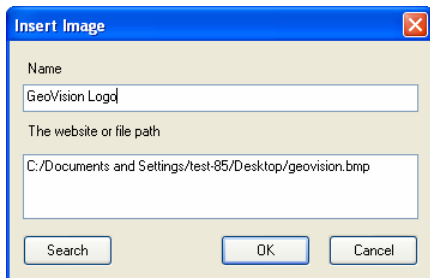 Insert Image
Name
GeoVision Logo
The website or file path
C:/Documents and Settings/test-85/Desktop/geovision.bmp
Search OK Cancel